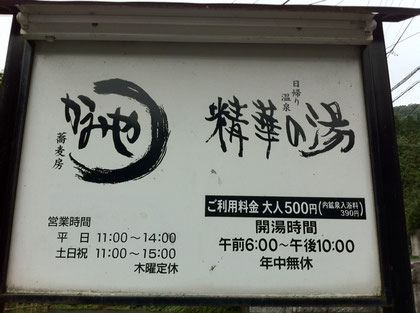 蕎麦房
かみや
営業時間
平日 11:00〜14:00
土日祝 11:00〜15:00
木曜定休
日帰り
温泉
精華の湯
ご利用料金 大人500円(内鉱泉入浴料390円)
開湯時間
午前6:00〜午後10:00
年中無休